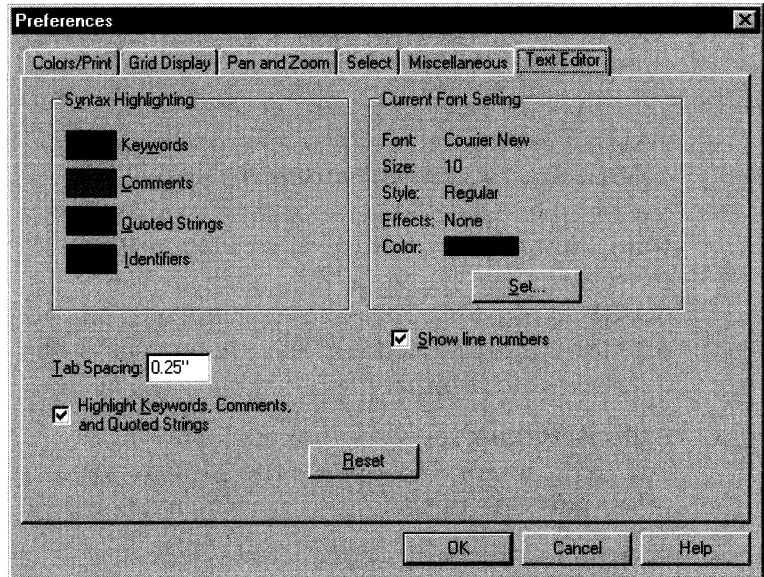 Preferences
Colors/Print Grid Display Pan and Zoom Select Miscellaneous Text Editor
Syntax Highlighting
Keywords
Comments
Quoted Strings
Identifiers
Current Font Setting
Font: Courier New
Size: 10
Style: Regular
Effects: None
Color:
Set...
Show line numbers
Tab Spacing: 0.25"
Highlight Keywords, Comments,
and Quoted Strings
Reset
OK Cancel Help